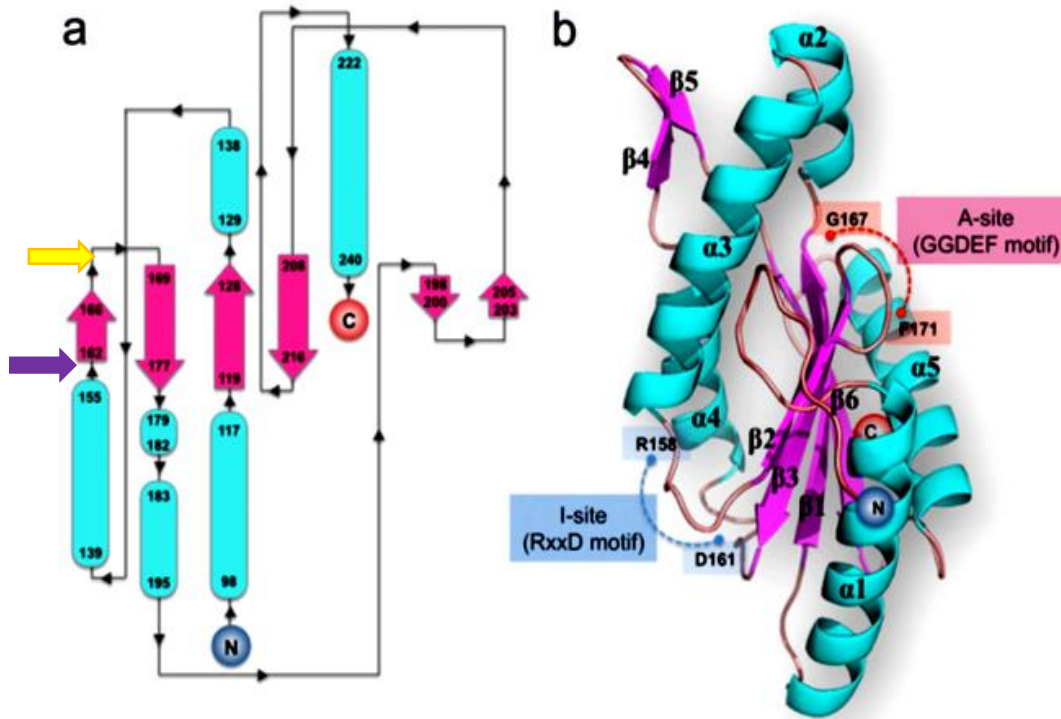 a
222
138
129
240
C
166
162
169
177
128
119
208
216
198
200
205
203
155
139
179
182
183
195
117
98
N
b
α2
β5
β4
G167
A-site
(GGDEF motif)
α3
F171
α5
β6
α4
C
R158
β2
β3
N
I-site
(RxxD motif)
β1
D161
α1